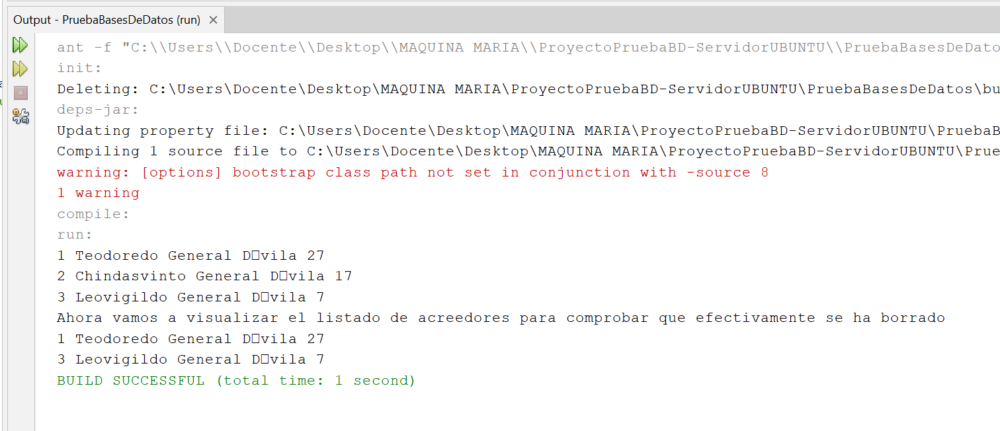 Output - PruebaBasesDeDatos (run)
ant -f "C:\\Users\\Docente\\Desktop\\MAQUINA MARIA\\ProyectoPruebaBD-ServidorUBUNTU\\PruebaBasesDeDato
init:
Deleting: C:\Users\Docente\Desktop\MAQUINA MARIA\ProyectoPruebaBD-ServidorUBUNTU\PruebaBasesDeDatos\bu
deps-jar:
Updating property file: C:\Users\Docente\Desktop\MAQUINA MARIA\ProyectoPruebaBD-ServidorUBUNTU\PruebaB
Compiling 1 source file to C:\Users\Docente\Desktop\MAQUINA MARIA\ProyectoPruebaBD-ServidorUBUNTU\Prue
warning: [options] bootstrap class path not set in conjunction with -source 8
1 warning
compile:
run:
1 Teodoredo General D□vila 27
2 Chindasvinto General D□vila 17
3 Leovigildo General D□vila 7
Ahora vamos a visualizar el listado de acreedores para comprobar que efectivamente se ha borrado
1 Teodoredo General D□vila 27
3 Leovigildo General D□vila 7
BUILD SUCCESSFUL (total time: 1 second)